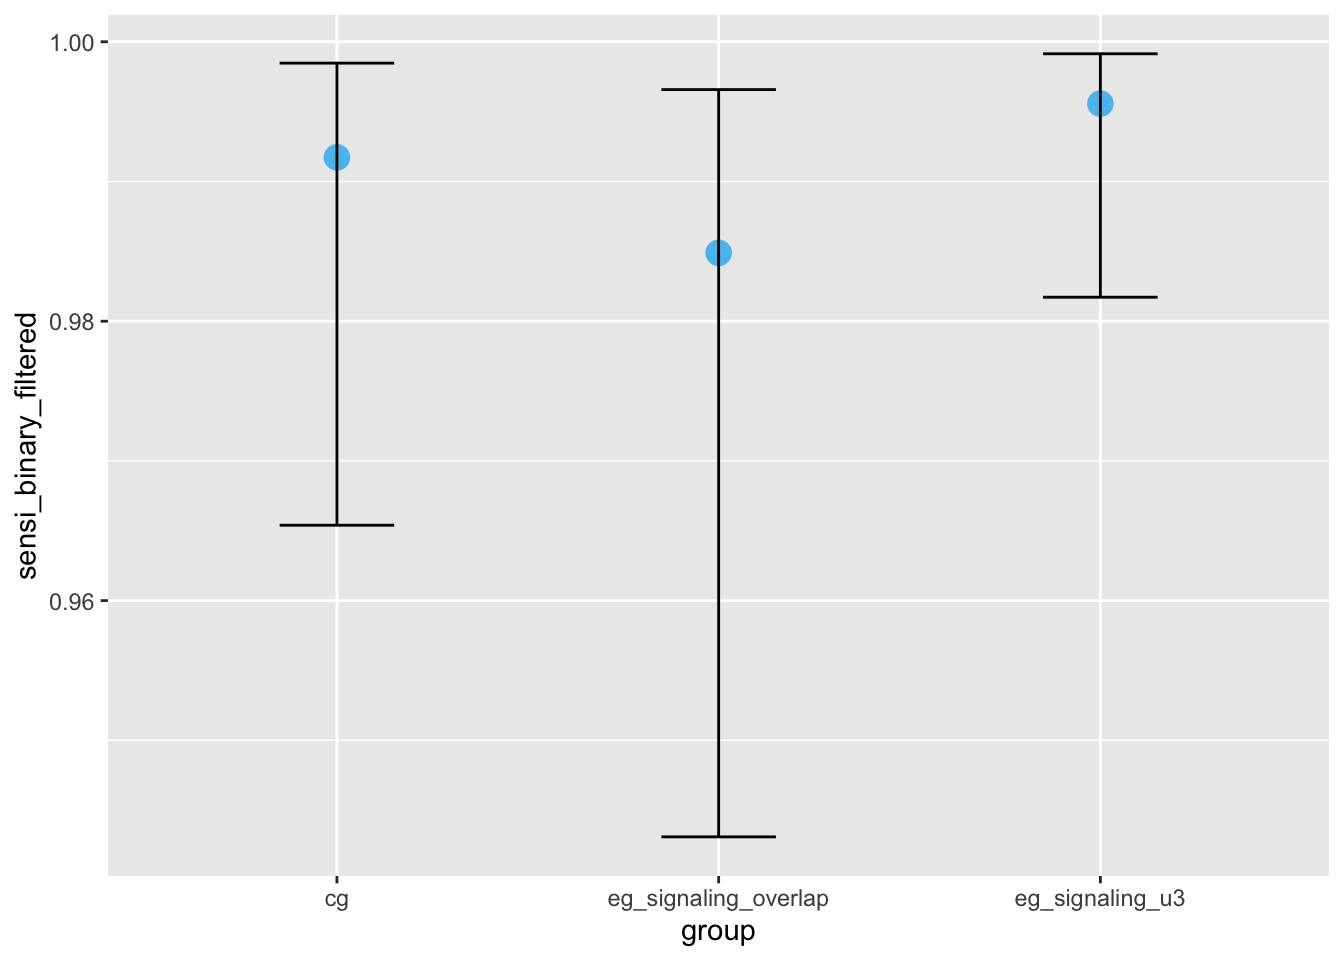 sensi_binary_filtered
1.00
0.98
0.96
cg
eg_signaling_overlap
eg_signaling_u3
group